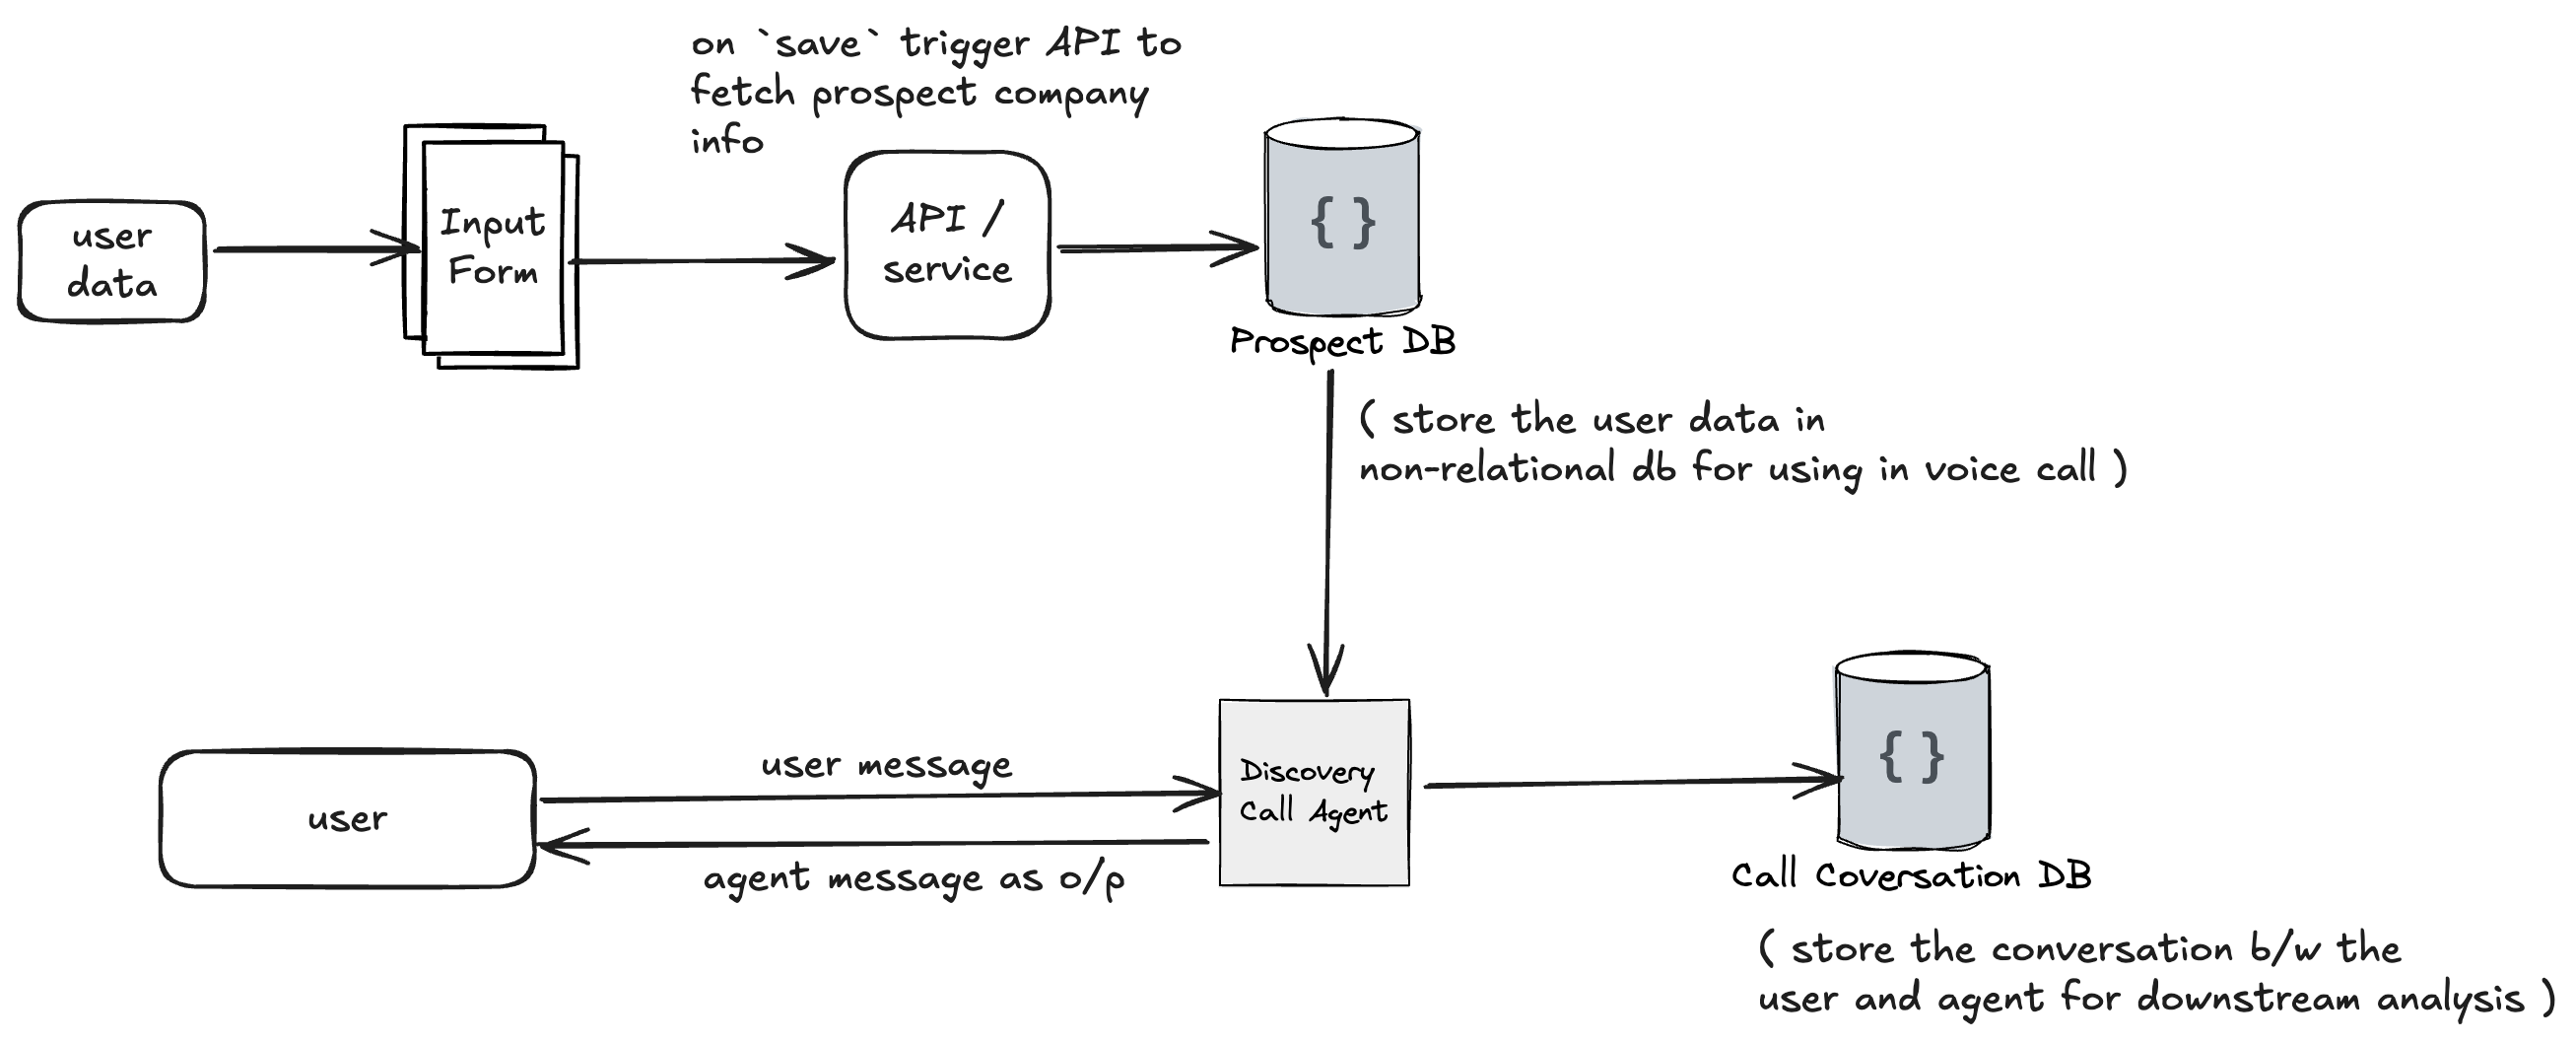 on `save` trigger API to
fetch prospect company
info
user
data
Input
Form
API /
service
{ }
Prospect DB
( store the user data in
non-relational db for using in voice call )
user
user message
agent message as o/p
Discovery
Call Agent
{ }
Call Coversation DB
( store the conversation b/w the
user and agent for downstream analysis )